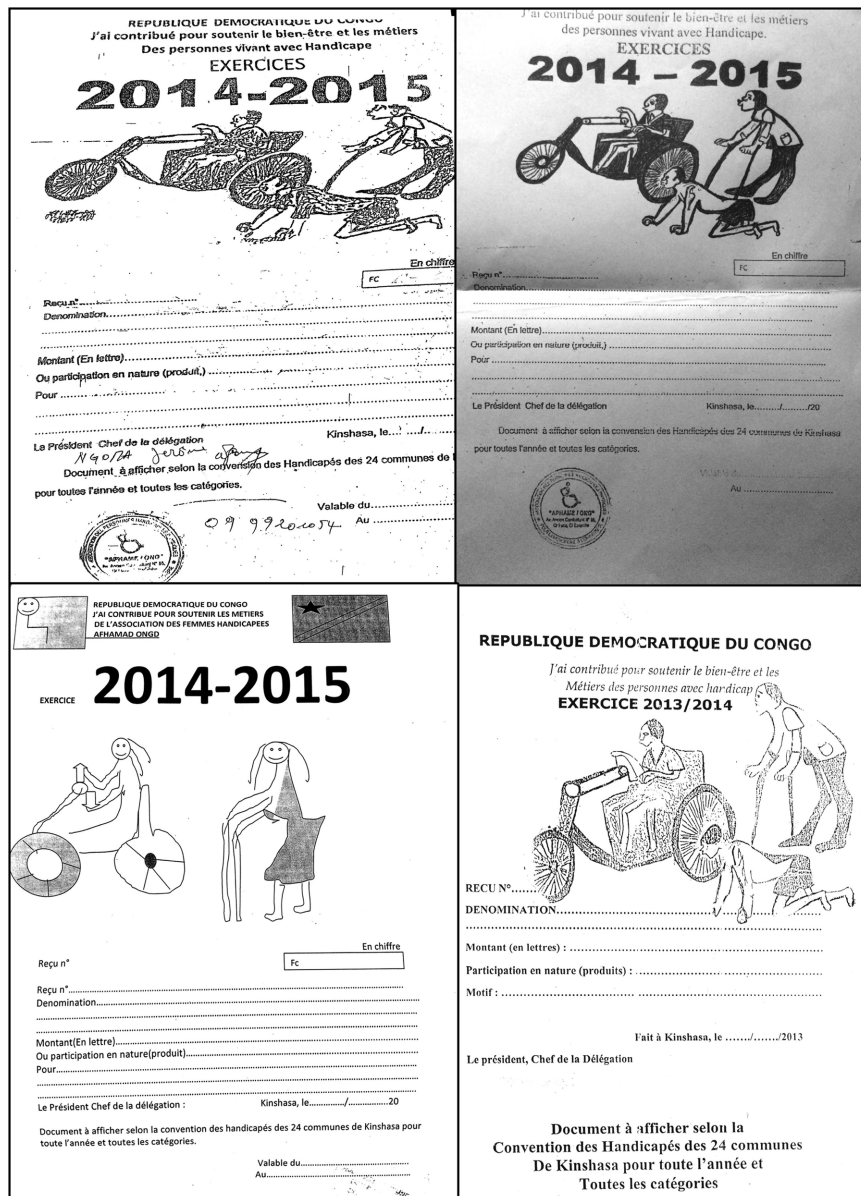 REPUBLIQUE DEMOCRATIQUE DU CONGO
J'ai contribué pour soutenir le bien-être et les métiers
Des personnes vivant avec Handicape
EXERCICES
2014-2015
En chiffre
FC
Reçu n°
Denomination
Montant (En lettre)
Ou participation en nature (produit,)
Pour
Le Président Chef de la délégation
Kinshasa, le.../...
NGOMA Jerôme
Document à afficher selon la convension des Handicapés des 24 communes de
pour toutes l'année et toutes les catégories.
Valable du
Au
"APHAME / ONG"
J'ai contribué pour soutenir le bien-être et les métiers
des personnes vivant avec Handicape.
EXERCICES
2014 – 2015
En chiffre
FC
Reçu n°
Denomination
Montant (En lettre)
Ou participation en nature (produit,)
Pour
Le Président Chef de la délégation
Kinshasa, le........./........./20
Document à afficher selon la convension des Handicapés des 24 communes de Kinshasa
pour toutes l'année et toutes les catégories.
Au
"APHAME / ONG"
REPUBLIQUE DEMOCRATIQUE DU CONGO
J'AI CONTRIBUE POUR SOUTENIR LES METIERS
DE L'ASSOCIATION DES FEMMES HANDICAPEES
AFHAMAD ONGD
EXERCICE 2014-2015
En chiffre
Reçu n°
Fc
Reçu n°
Denomination
Montant(En lettre)
Ou participation en nature(produit)
Pour
Le Président Chef de la délégation :
Kinshasa, le............/..............20
Document à afficher selon la convention des handicapés des 24 communes de Kinshasa pour
toute l'année et toutes les catégories.
Valable du
Au
REPUBLIQUE DEMOCRATIQUE DU CONGO
J'ai contribué pour soutenir le bien-être et les
Métiers des personnes avec hardicap
EXERCICE 2013/2014
RECU N°
DENOMINATION
Montant (en lettres) :
Participation en nature (produits) :
Motif :
Fait à Kinshasa, le ......./......./2013
Le président, Chef de la Délégation
Document à afficher selon la
Convention des Handicapés des 24 communes
De Kinshasa pour toute l'année et
Toutes les catégories